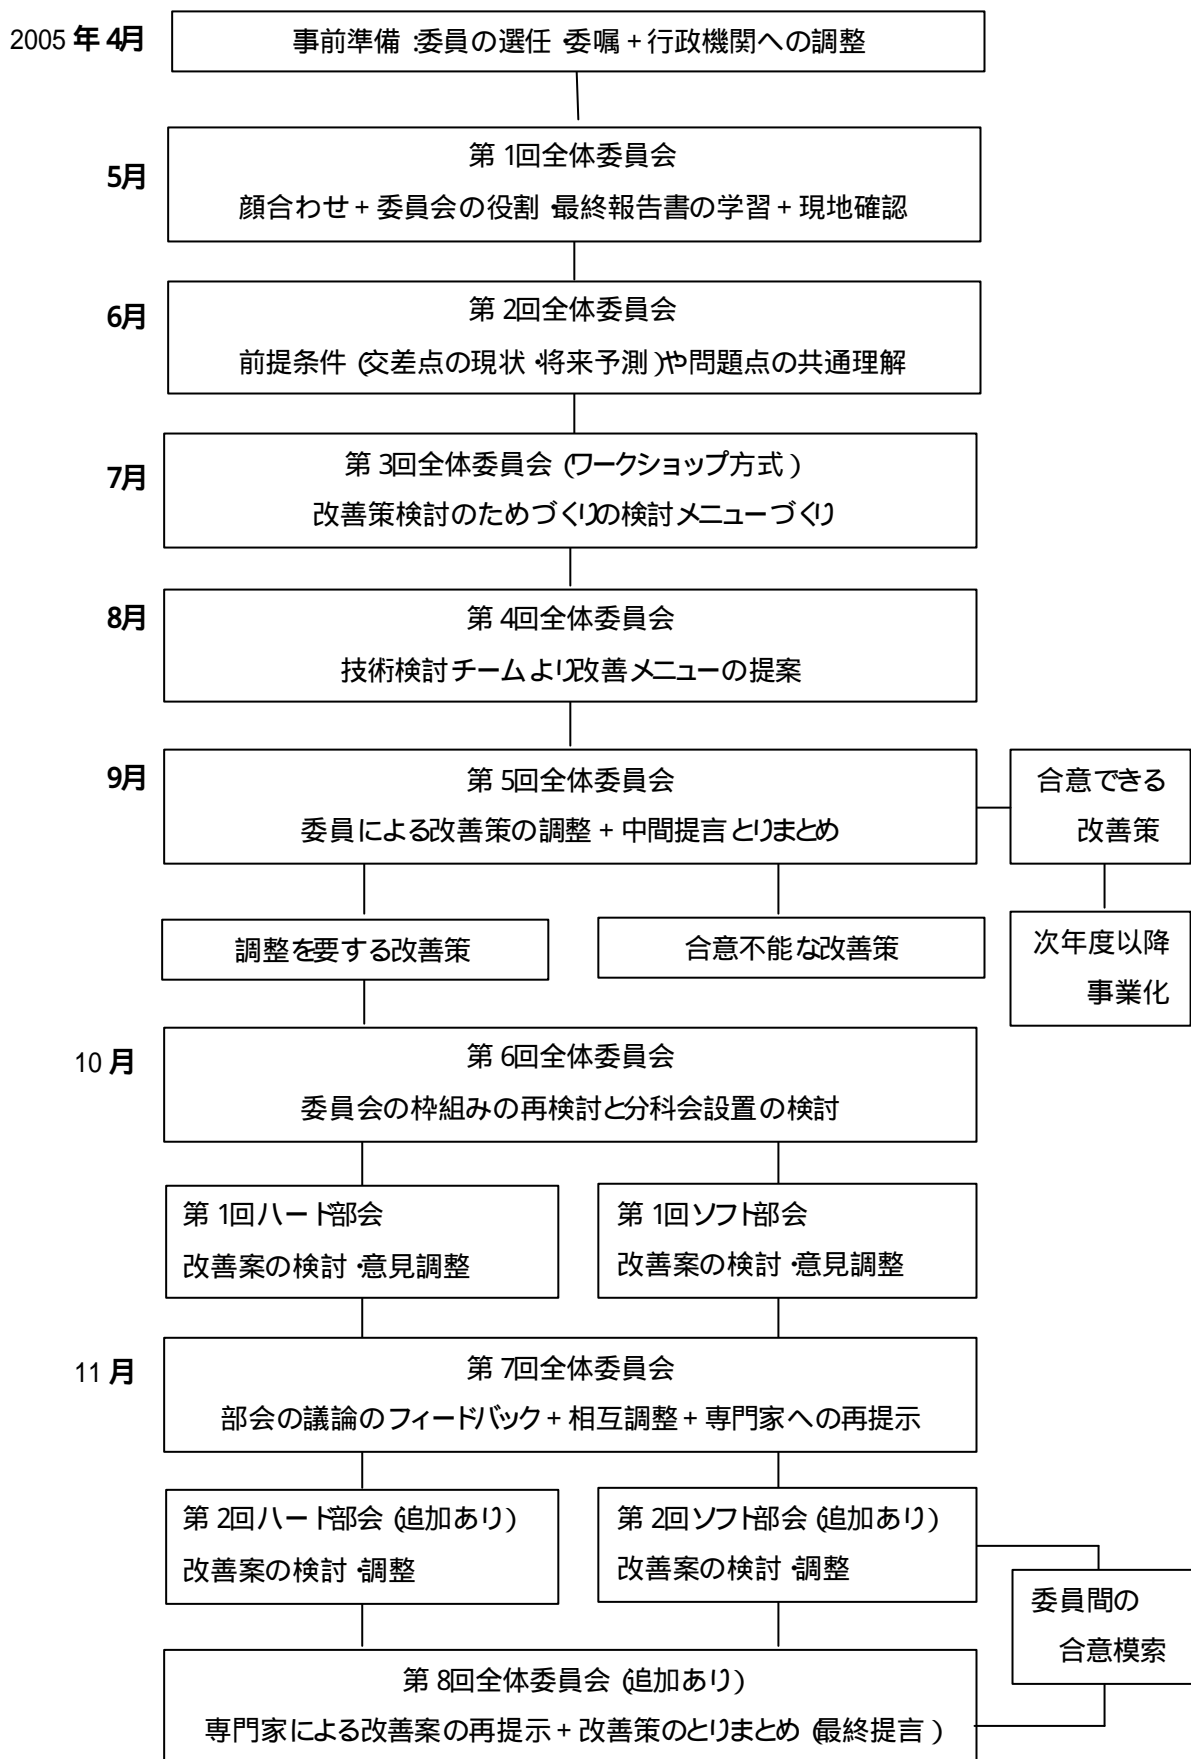 2005 年 4月
事前準備：委員の選任・委嘱＋行政機関への調整
5月
第 1回全体委員会
顔合わせ＋委員会の役割・最終報告書の学習＋現地確認
6月
第 2回全体委員会
前提条件（交差点の現状・将来予測）や問題点の共通理解
7月
第 3回全体委員会（ワークショップ方式）
改善策検討のためづくりの検討メニューづくり
8月
第 4回全体委員会
技術検討チームより改善メニューの提案
9月
第 5回全体委員会
委員による改善策の調整＋中間提言とりまとめ
合意できる
改善策
調整を要する改善策
合意不能な改善策
次年度以降
事業化
10 月
第 6回全体委員会
委員会の枠組みの再検討と分科会設置の検討
第 1回ハード部会
改善案の検討・意見調整
第 1回ソフト部会
改善案の検討・意見調整
11 月
第 7回全体委員会
部会の議論のフィードバック＋相互調整＋専門家への再提示
第 2回ハード部会（追加あり）
改善案の検討・調整
第 2回ソフト部会（追加あり）
改善案の検討・調整
委員間の
合意模索
第 8回全体委員会（追加あり）
専門家による改善案の再提示＋改善策のとりまとめ（最終提言）